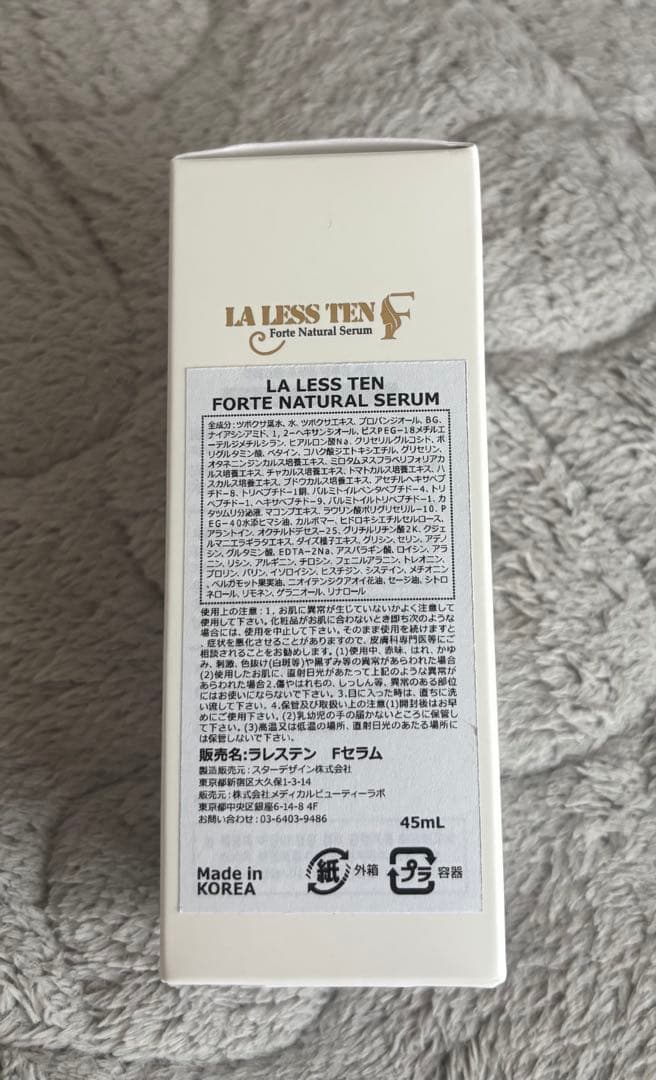 LA LESS TEN F
Forte Natural Serum
LA LESS TEN
FORTE NATURAL SERUM
全成分:ツボクサ葉水、水、ツボクサエキス、プロパンジオール、BG、
ナイアシンアミド、1，2－ヘキサンジオール、ビスPEG－18メチルエ
ーテルジメチルシラン、ヒアルロン酸Na、グリセリルグルコシド、ポ
リグルタミン酸、ベタイン、コハク酸ジエトキシエチル、グリセリン、
オタネニンジンカルス培養エキス、ミロタムヌスフラベリフォリアカ
ルス培養エキス、チャカルス培養エキス、トマトカルス培養エキス、ハ
スカルス培養エキス、ブドウカルス培養エキス、アセチルヘキサペプ
チド－8、トリペプチド－1銅、パルミトイルペンタペプチド－4、トリ
ペプチド－1、ヘキサペプチド－9、パルミトイルトリペプチド－1、カ
タツムリ分泌液、マコンブエキス、ラウリン酸ポリグリセリル－10、P
EG－40水添ヒマシ油、カルボマー、ヒドロキシエチルセルロース、
アラントイン、オクチルドデセス－25、グリチルリチン酸2K、クジェ
ルマニエラギラタエキス、ダイズ種子エキス、グリシン、セリン、アデノ
シン、グルタミン酸、EDTA－2Na、アスパラギン酸、ロイシン、アラ
ニン、リシン、アルギニン、チロシン、フェニルアラニン、トレオニン、
プロリン、バリン、イソロイシン、ヒスチジン、システイン、メチオニン
、ベルガモット果実油、ニオイテンジクアオイ花油、セージ油、シトロ
ネロール、リモネン、ゲラニオール、リナロール
使用上の注意：1，お肌に異常が生じていないかよく注意して
使用して下さい。化粧品がお肌に合わないとき即ち次のような
場合には、使用を中止して下さい。そのまま使用を続けますと
、症状を悪化させることがありますので、皮膚科専門医等にご
相談されることをお勧めします。(1)使用中、赤味、はれ、かゆ
み、刺激、色抜け(白斑等)や黒ずみ等の異常があらわれた場合
(2)使用したお肌に、直射日光があたって上記のような異常が
あらわれた場合2.傷やはれもの、しっしん等、異常のある部位
にはお使いにならないで下さい。3.目に入った時は、直ちに洗
い流して下さい。4.保管及び取扱い上の注意(1)開封後はお早
めにご使用下さい。(2)乳幼児の手の届かないところに保管し
て下さい。(3)高温又は低温の場所、直射日光のあたる場所に
は保管しないで下さい。
販売名:ラレステン　Fセラム
製造販売元：スターデザイン株式会社
東京都新宿区大久保1-3-14
販売元：株式会社メディカルビューティーラボ
東京都中央区銀座6-14-8 4F
お問い合わせ：03-6403-9486
45mL
Made in
KOREA
紙 外箱 プラ 容器